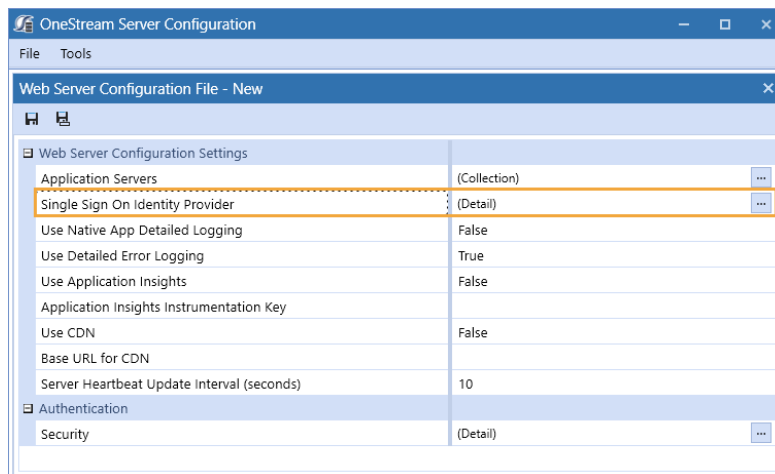 OneStream Server Configuration
File Tools
Web Server Configuration File - New
Web Server Configuration Settings
Application Servers (Collection) ...
Single Sign On Identity Provider (Detail) ...
Use Native App Detailed Logging False
Use Detailed Error Logging True
Use Application Insights False
Application Insights Instrumentation Key
Use CDN False
Base URL for CDN
Server Heartbeat Update Interval (seconds) 10
Authentication
Security (Detail) ...